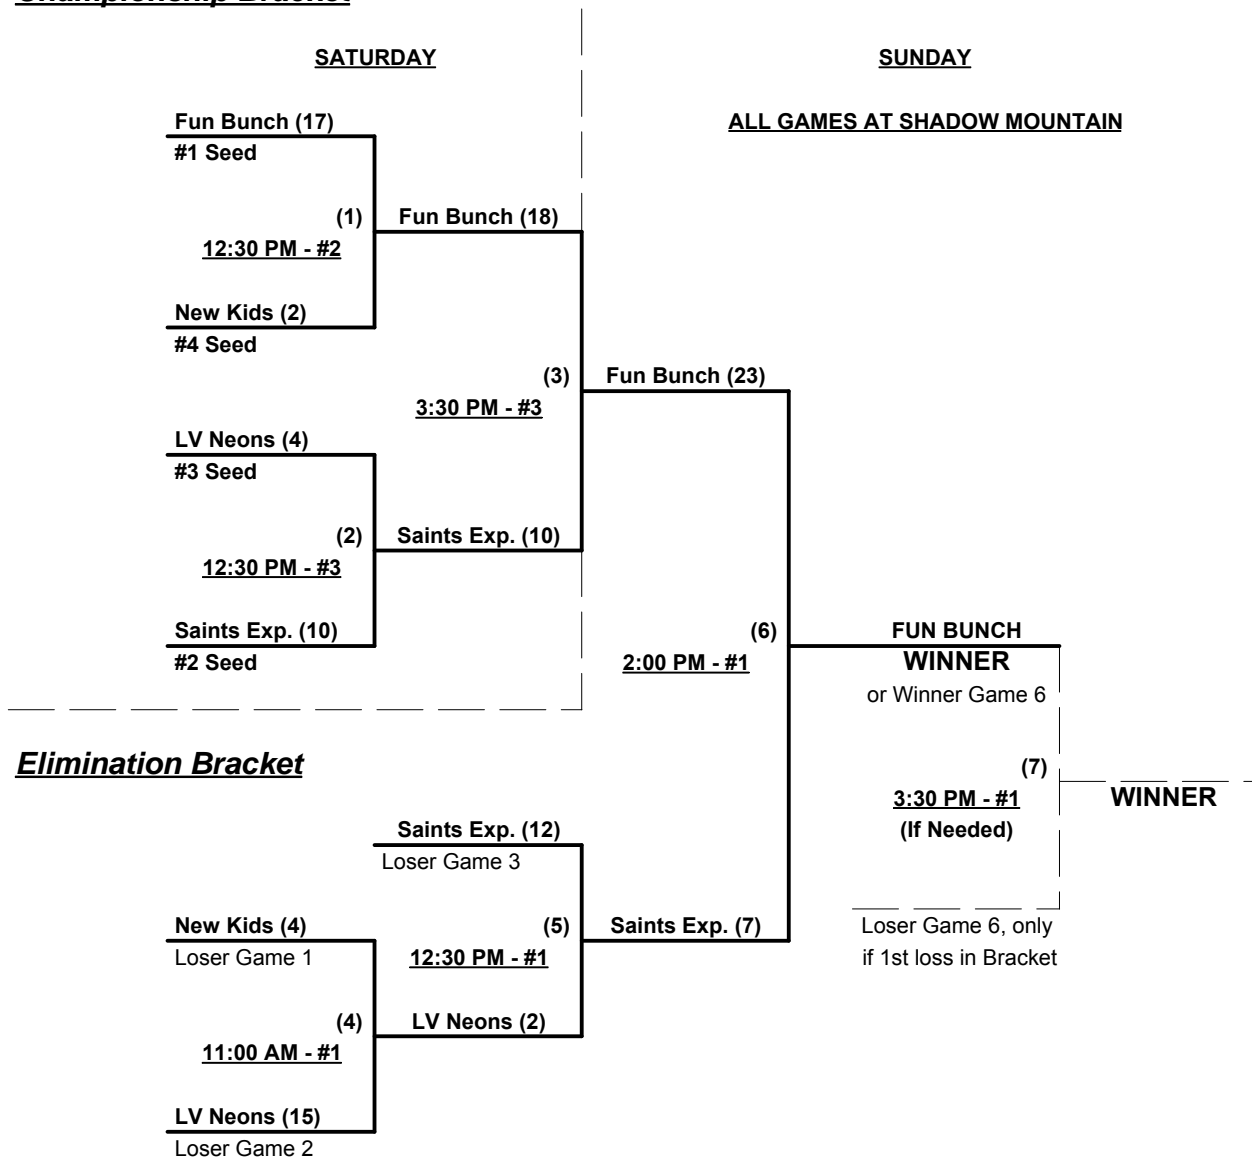 Championship Bracket
SATURDAY
SUNDAY
ALL GAMES AT SHADOW MOUNTAIN
Fun Bunch (17)
#1 Seed
(1)
12:30 PM - #2
Fun Bunch (18)
New Kids (2)
#4 Seed
(3)
3:30 PM - #3
Fun Bunch (23)
LV Neons (4)
#3 Seed
(2)
12:30 PM - #3
Saints Exp. (10)
Saints Exp. (10)
#2 Seed
(6)
2:00 PM - #1
FUN BUNCH
WINNER
or Winner Game 6
Elimination Bracket
(7)
3:30 PM - #1
(If Needed)
WINNER
Saints Exp. (12)
Loser Game 3
New Kids (4)
Loser Game 1
(5)
12:30 PM - #1
Saints Exp. (7)
Loser Game 6, only
if 1st loss in Bracket
(4)
11:00 AM - #1
LV Neons (2)
LV Neons (15)
Loser Game 2